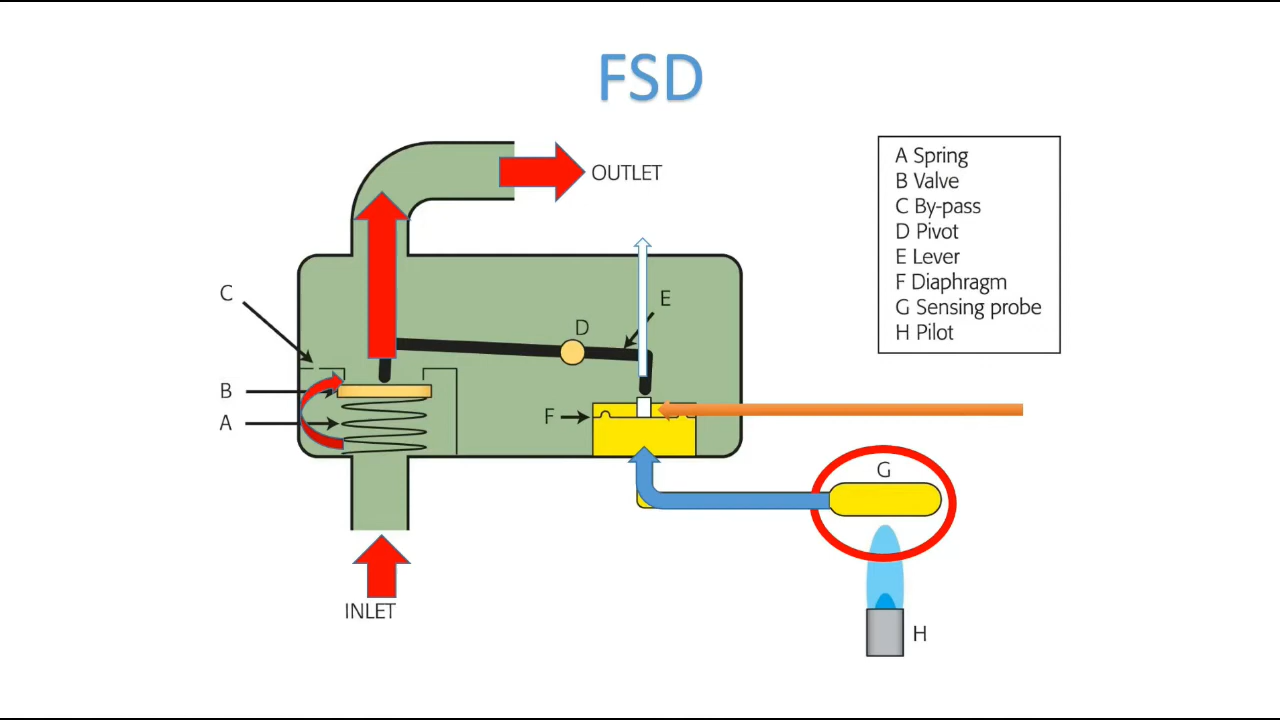 FSD
OUTLET
A Spring
B Valve
C By-pass
D Pivot
E Lever
F Diaphragm
G Sensing probe
H Pilot
C
E
D
B
A
F
G
INLET
H